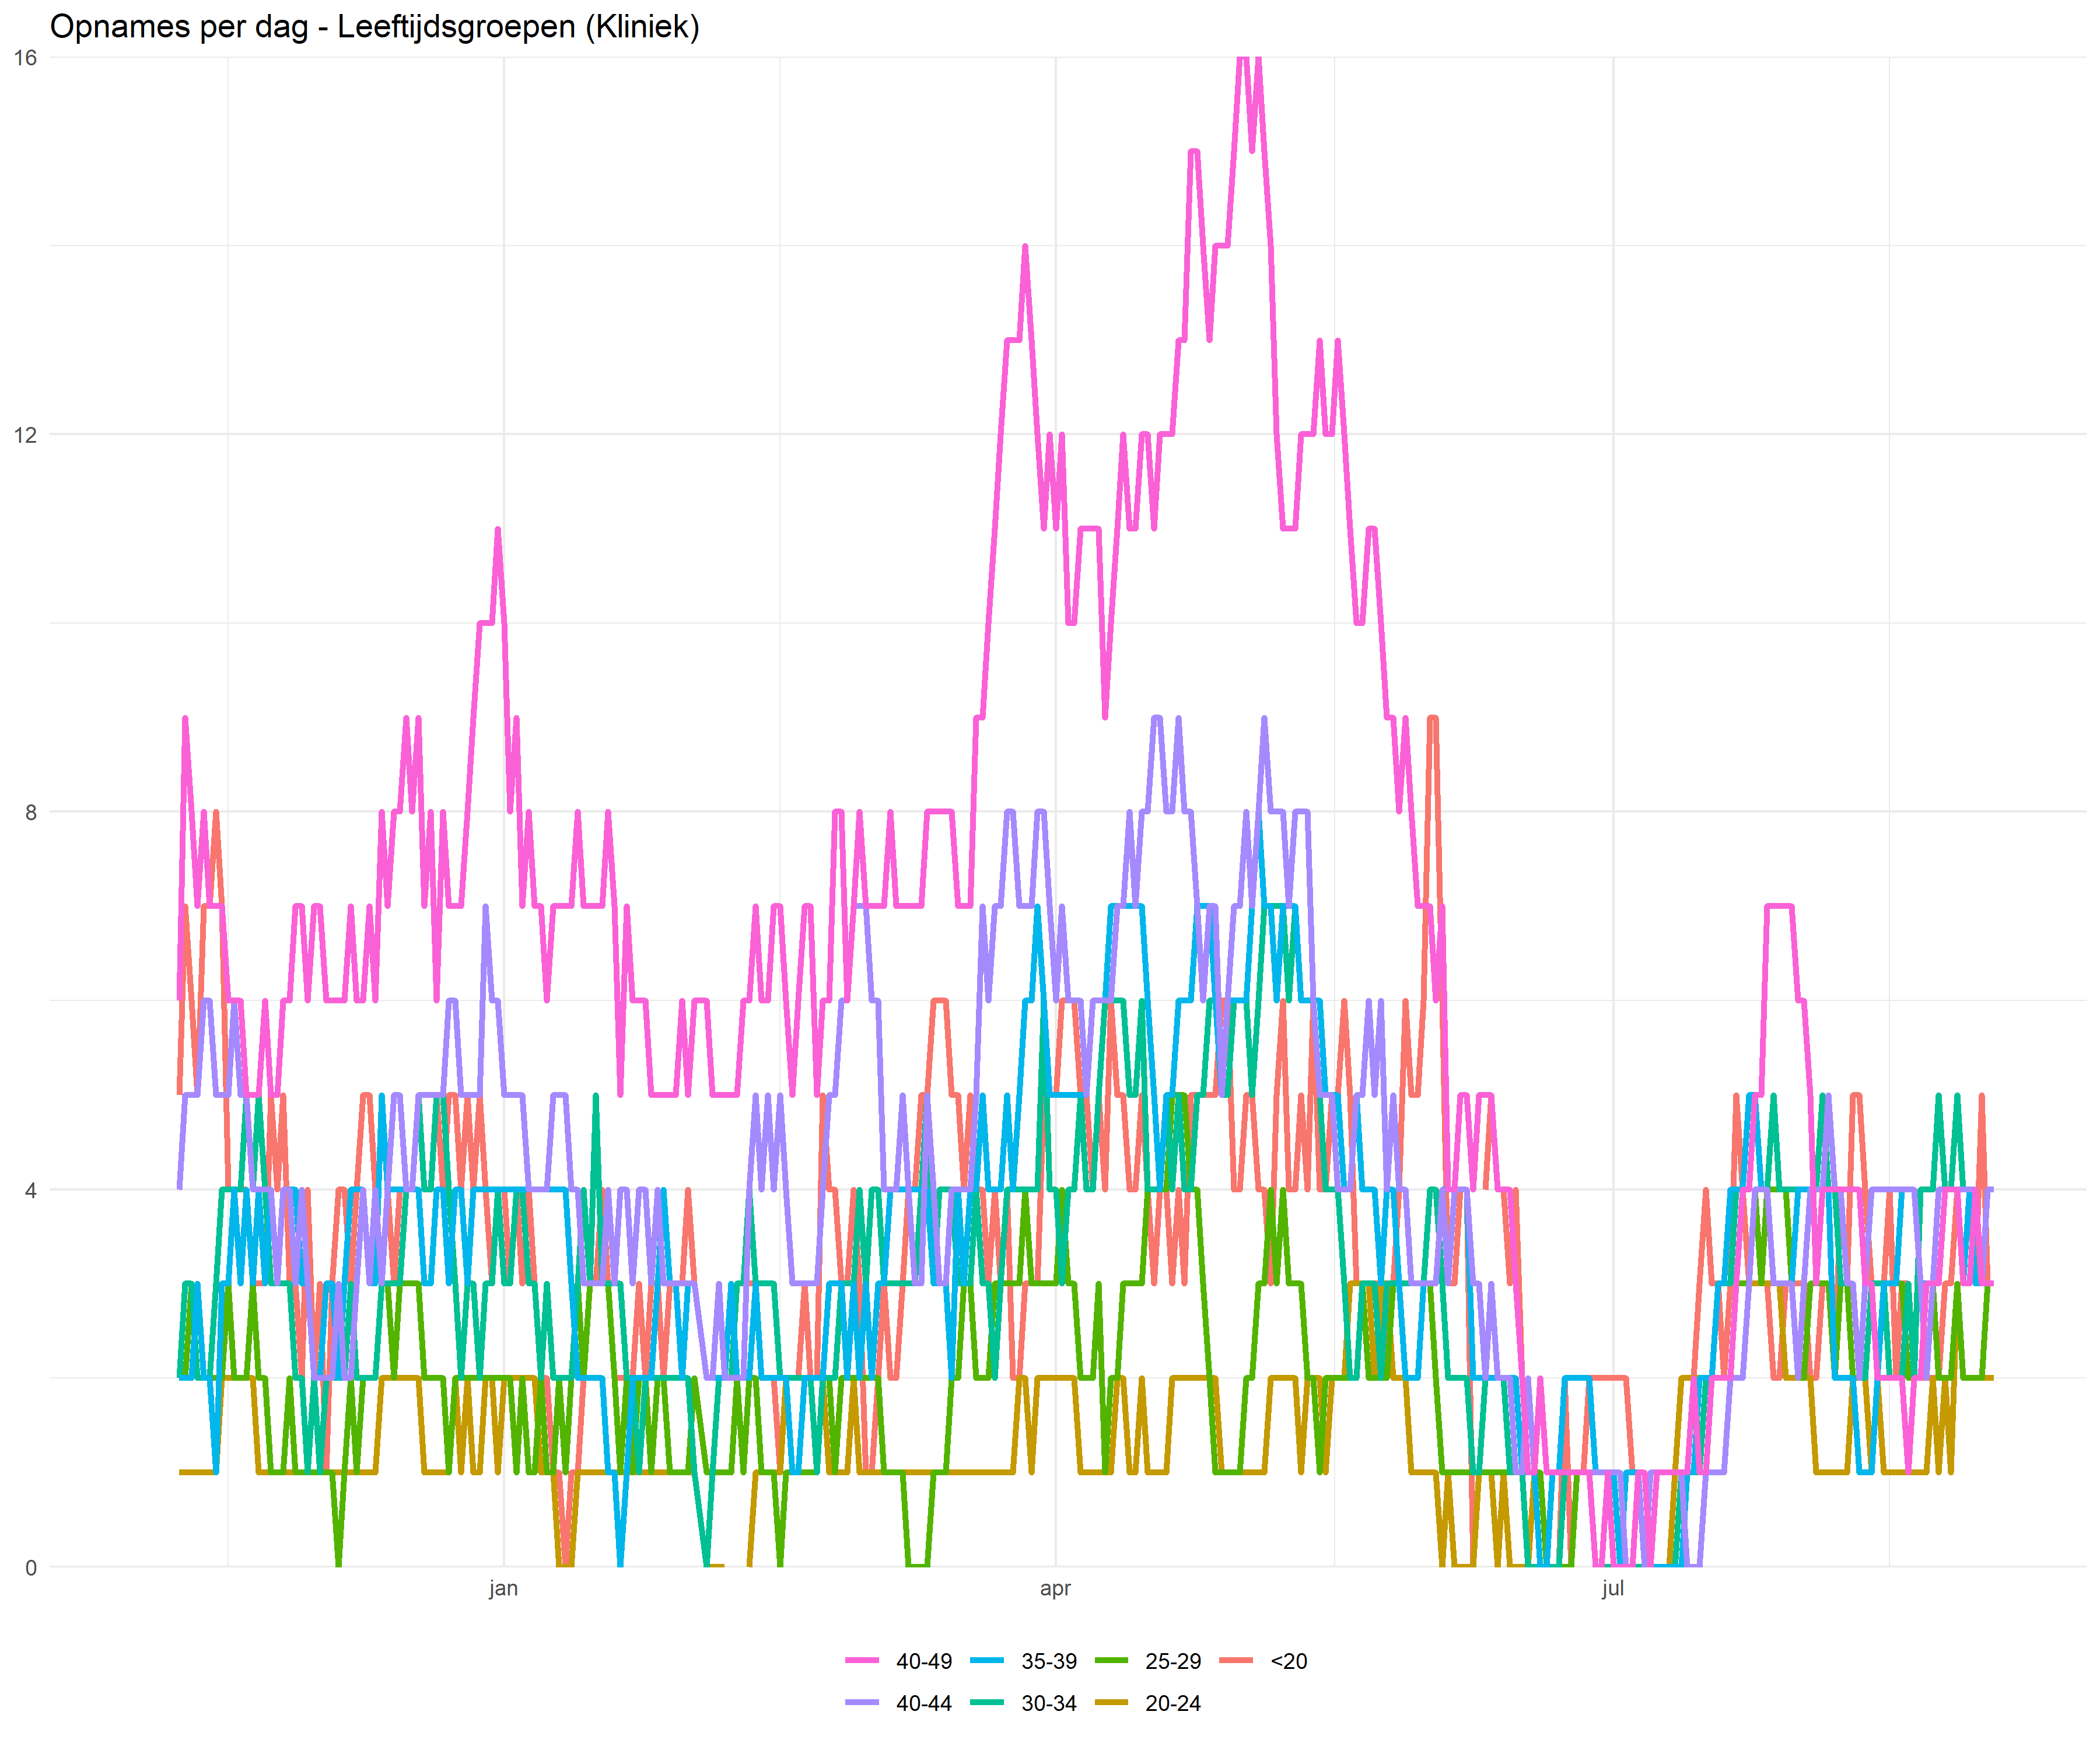 Opnames per dag - Leeftijdsgroepen (Kliniek)
16
12
8
4
0
jan apr jul
40-49 35-39 25-29 <20
40-44 30-34 20-24